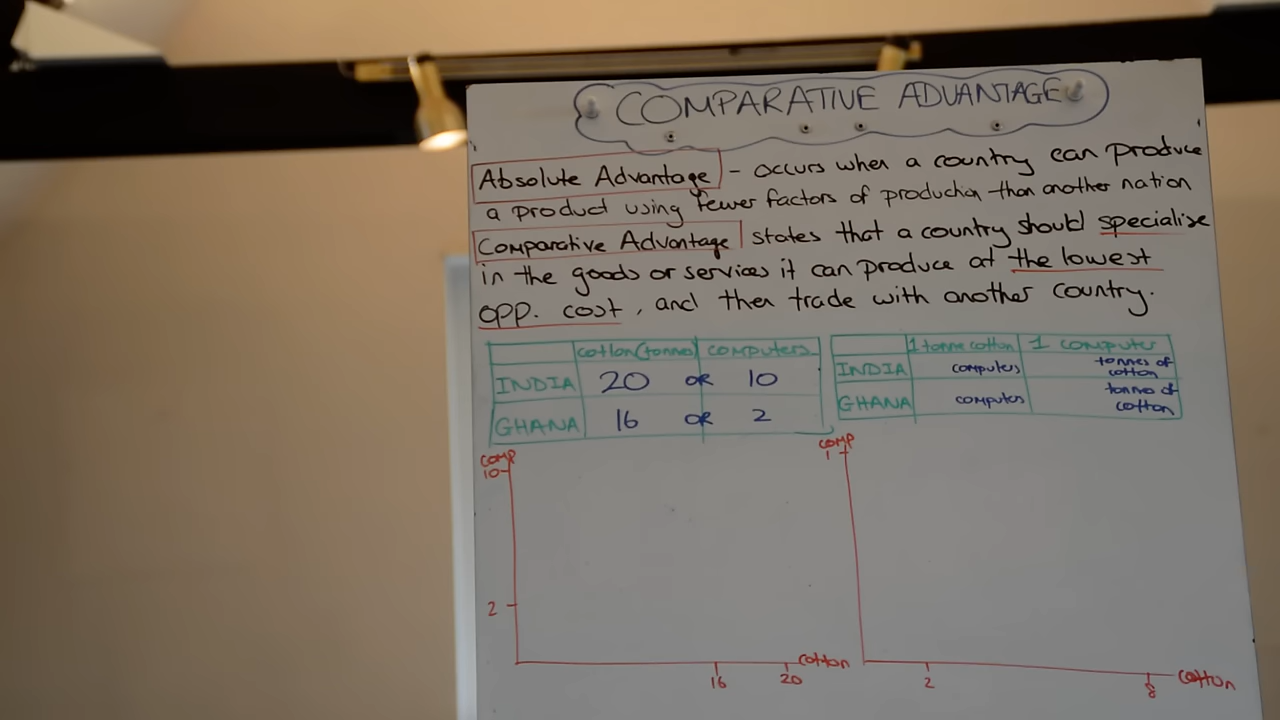 COMPARATIVE ADVANTAGE
Absolute Advantage - occurs when a country can produce
a product using fewer factors of production than another nation
Comparative Advantage states that a country should specialise
in the goods or services it can produce at the lowest
opp. cost, and then trade with another country.
cotton (tonnes) computers
INDIA 20 OR 10
GHANA 16 OR 2
1 tonne cotton 1 computer
INDIA computers tonnes of cotton
GHANA computers tonnes of cotton
comp
10
2
16 20 cotton
comp
1
2 8 cotton